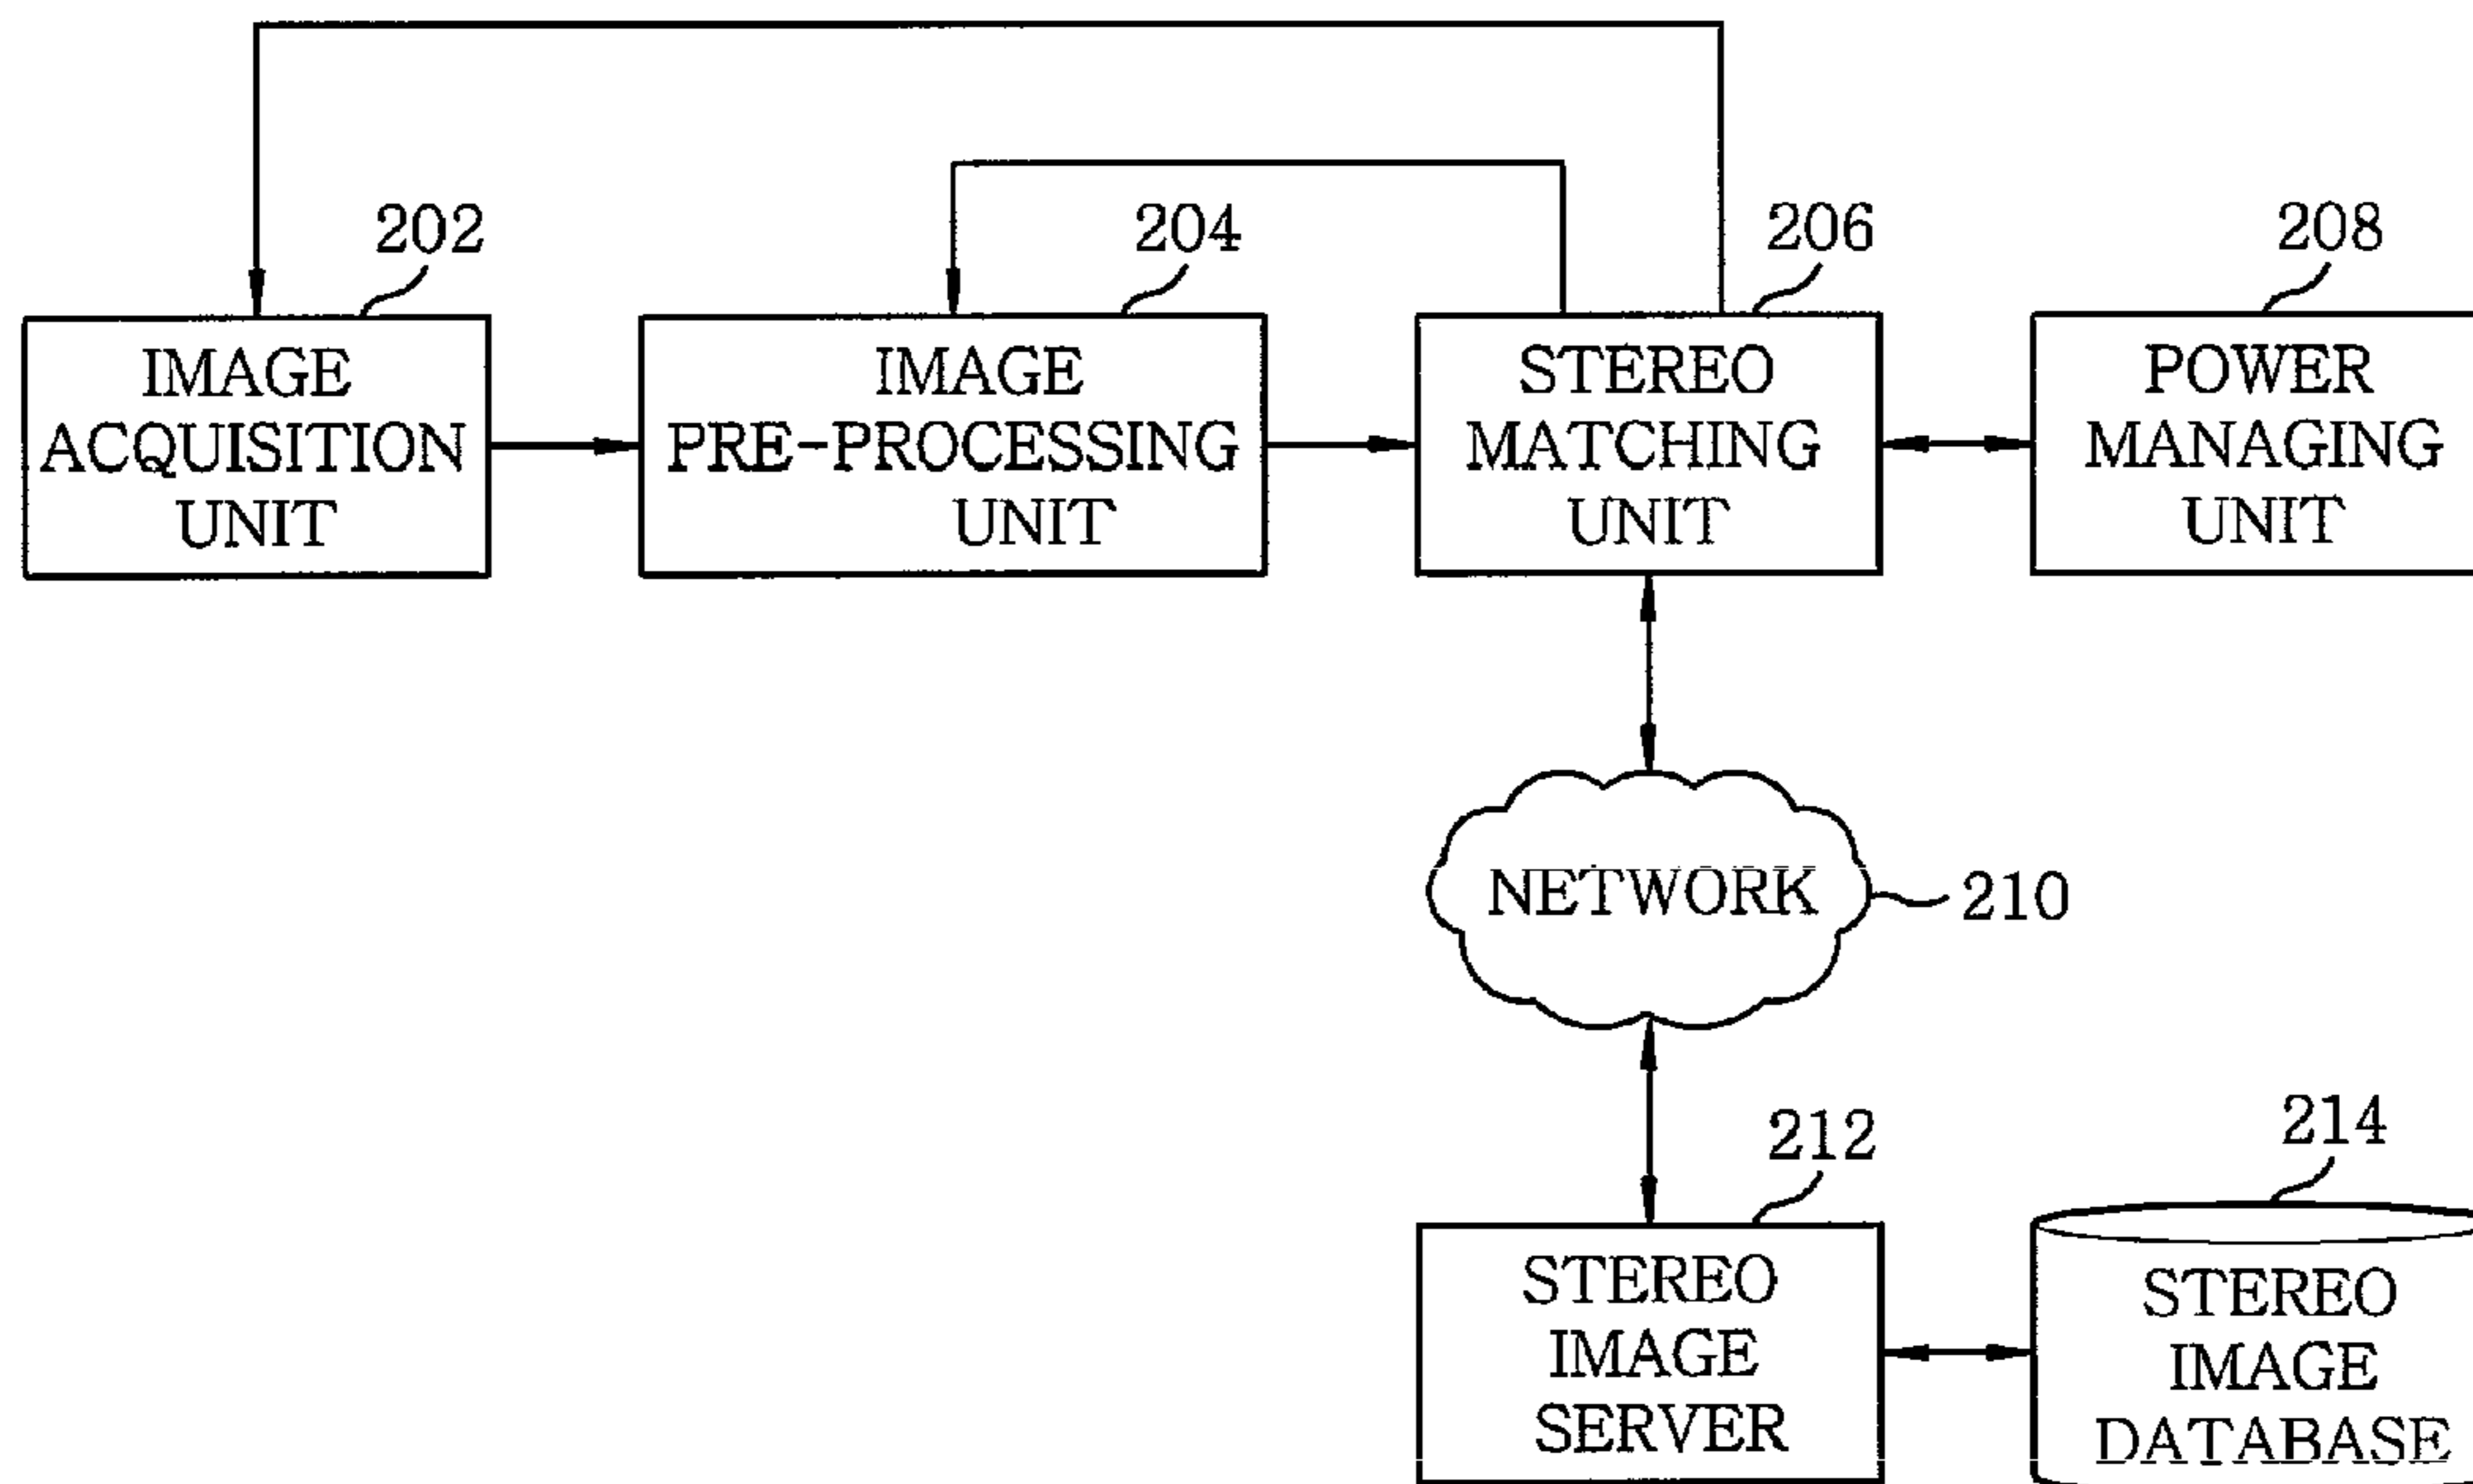 202
204
206
208
IMAGE
ACQUISITION
UNIT
IMAGE
PRE-PROCESSING
UNIT
STEREO
MATCHING
UNIT
POWER
MANAGING
UNIT
NETWORK
210
212
214
STEREO
IMAGE
SERVER
STEREO
IMAGE
DATABASE